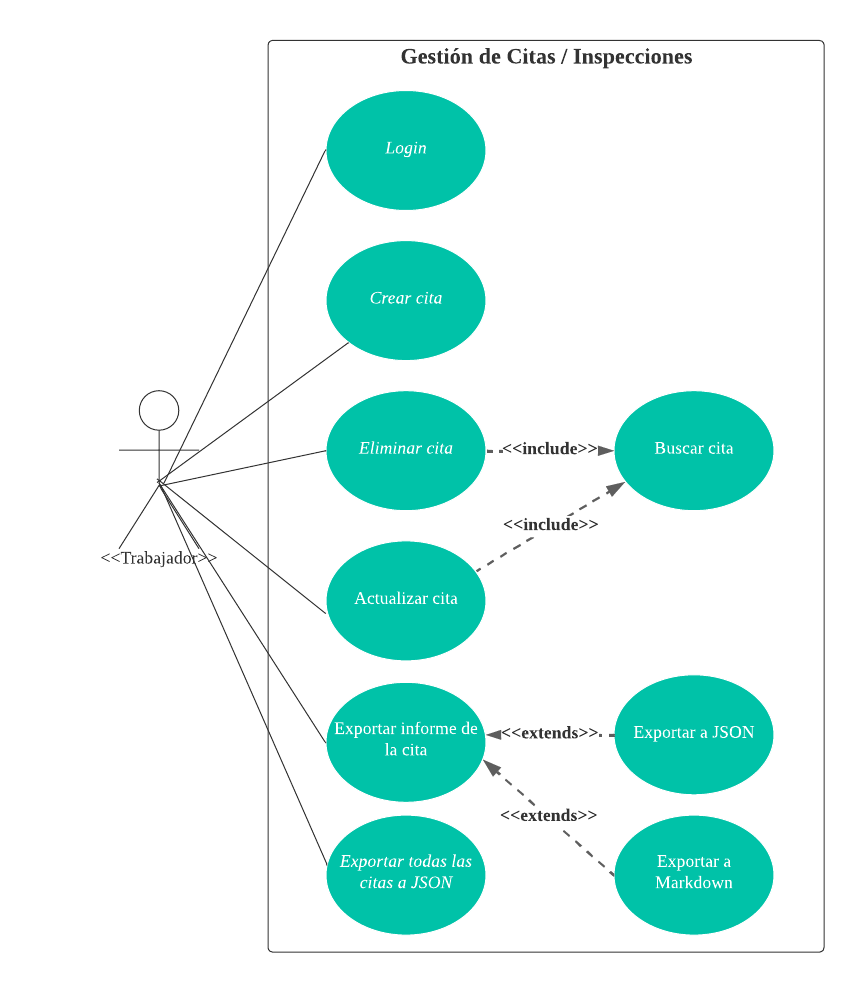 Gestión de Citas / Inspecciones
Login
Crear cita
Eliminar cita
<<include>>
Buscar cita
<<include>>
<<Trabajador>>
Actualizar cita
Exportar informe de
la cita
<<extends>>
Exportar a JSON
<<extends>>
Exportar todas las
citas a JSON
Exportar a
Markdown